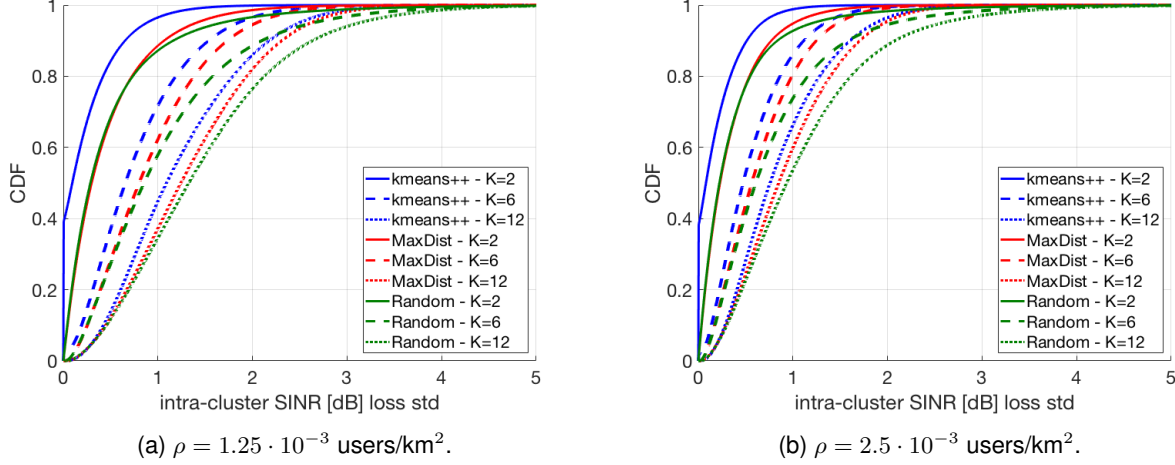 1
0.8
0.6
0.4
0.2
0
CDF
0 1 2 3 4 5
intra-cluster SINR [dB] loss std
kmeans++ - K=2
kmeans++ - K=6
kmeans++ - K=12
MaxDist - K=2
MaxDist - K=6
MaxDist - K=12
Random - K=2
Random - K=6
Random - K=12
(a) ρ = 1.25 · 10⁻³ users/km².
1
0.8
0.6
0.4
0.2
0
CDF
0 1 2 3 4 5
intra-cluster SINR [dB] loss std
kmeans++ - K=2
kmeans++ - K=6
kmeans++ - K=12
MaxDist - K=2
MaxDist - K=6
MaxDist - K=12
Random - K=2
Random - K=6
Random - K=12
(b) ρ = 2.5 · 10⁻³ users/km².